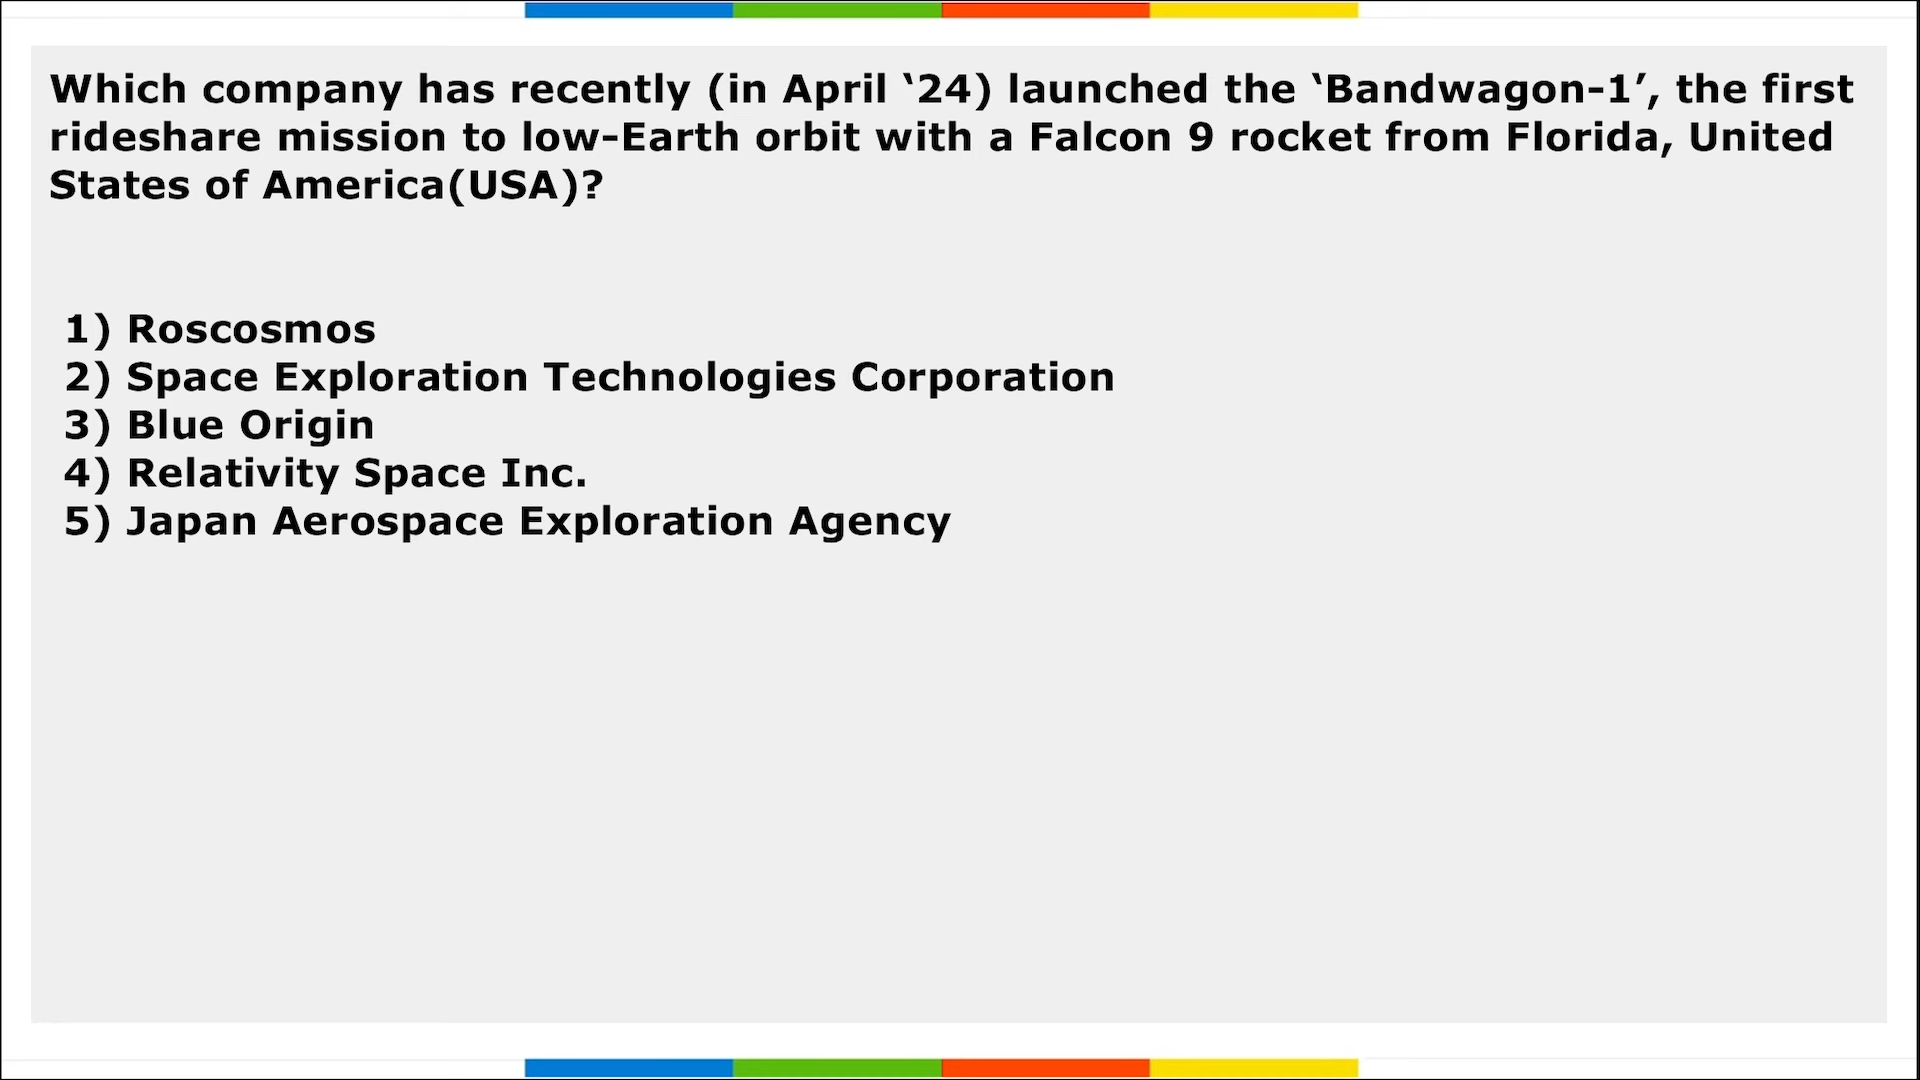 Which company has recently (in April ‘24) launched the ‘Bandwagon-1’, the first
rideshare mission to low-Earth orbit with a Falcon 9 rocket from Florida, United
States of America(USA)?
1) Roscosmos
2) Space Exploration Technologies Corporation
3) Blue Origin
4) Relativity Space Inc.
5) Japan Aerospace Exploration Agency